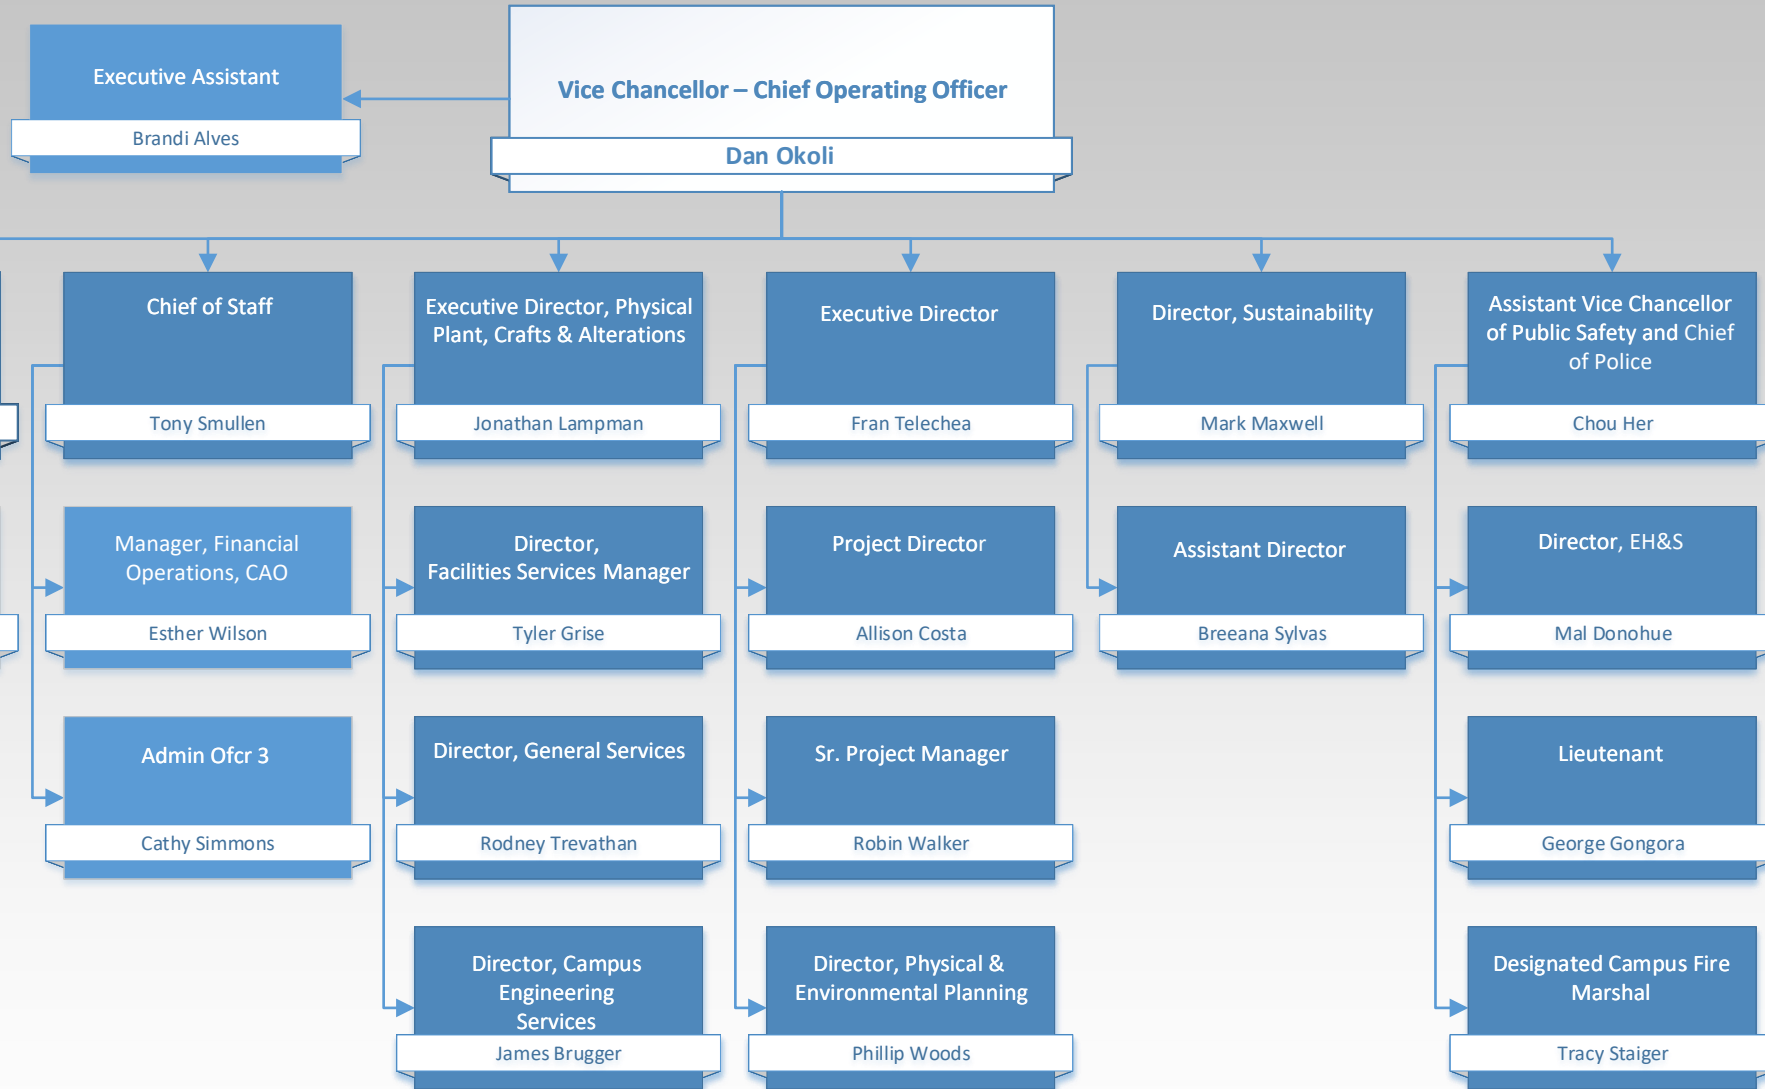 Executive Assistant
Brandi Alves
Vice Chancellor – Chief Operating Officer
Dan Okoli
Chief of Staff
Tony Smullen
Executive Director, Physical
Plant, Crafts & Alterations
Jonathan Lampman
Executive Director
Fran Telechea
Director, Sustainability
Mark Maxwell
Assistant Vice Chancellor
of Public Safety and Chief
of Police
Chou Her
Manager, Financial
Operations, CAO
Esther Wilson
Director,
Facilities Services Manager
Tyler Grise
Project Director
Allison Costa
Assistant Director
Breeana Sylvas
Director, EH&S
Mal Donohue
Admin Ofcr 3
Cathy Simmons
Director, General Services
Rodney Trevathan
Sr. Project Manager
Robin Walker
Lieutenant
George Gongora
Director, Campus
Engineering
Services
James Brugger
Director, Physical &
Environmental Planning
Phillip Woods
Designated Campus Fire
Marshal
Tracy Staiger